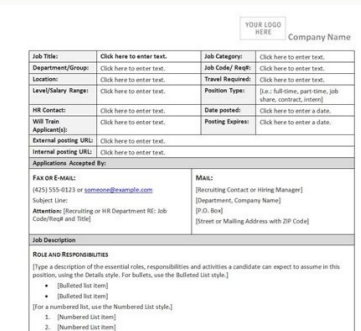 YOUR LOGO
HERE
Company Name
Job Title: Click here to enter text. Job Category: Click here to enter text.
Department/Group: Click here to enter text. Job Code/ Req#: Click here to enter text.
Location: Click here to enter text. Travel Required: Click here to enter text.
Level/Salary Range: Click here to enter text. Position Type: [i.e.: full-time, part-time, job
share, contract, intern]
HR Contact: Click here to enter text. Date posted: Click here to enter a date.
Will Train
Applicant(s): Click here to enter text. Posting Expires: Click here to enter a date.
External posting URL: Click here to enter text.
Internal posting URL: Click here to enter text.
Applications Accepted By:
FAX OR E-MAIL:
(425) 555-0123 or someone@example.com
Subject Line:
Attention: [Recruiting or HR Department RE: Job
Code/Req# and Title]
MAIL:
[Recruiting Contact or Hiring Manager]
[Department, Company Name]
[P.O. Box]
[Street or Mailing Address with ZIP Code]
Job Description
ROLE AND RESPONSIBILITIES
[Type a description of the essential roles, responsibilities and activities a candidate can expect to assume in this
position, using the Details style. For bullets, use the Bulleted List style.]
• [Bulleted list item]
• [Bulleted list item]
[For a numbered list, use the Numbered List style.]
1. [Numbered List item]
2. [Numbered List item]